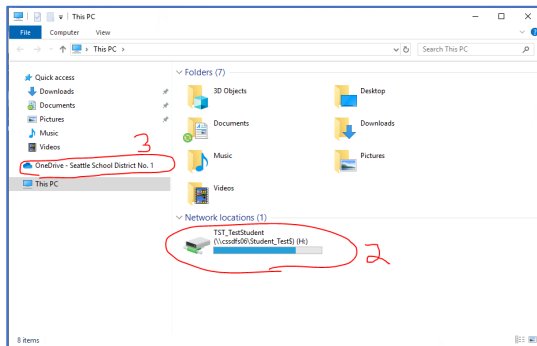 This PC
File Computer View
This PC
Search This PC
Quick access
Downloads
Documents
Pictures
Music
Videos
3
OneDrive - Seattle School District No. 1
This PC
Folders (7)
3D Objects
Desktop
Documents
Downloads
Music
Pictures
Videos
Network locations (1)
TST_TestStudent
(\\cssdfs06\Student_Test$) (H:)
2
8 items